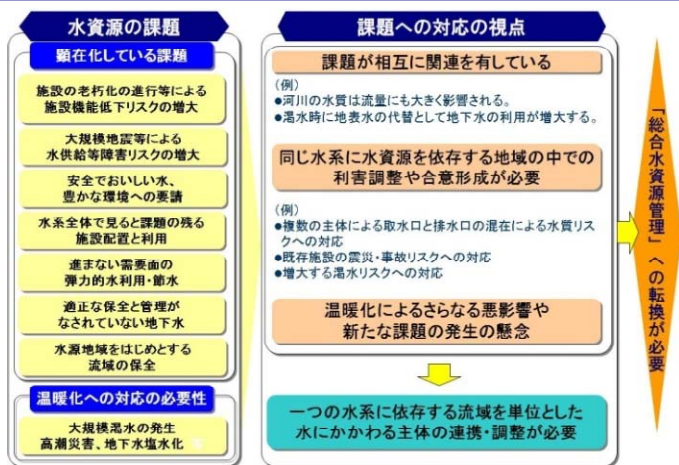 水資源の課題
顕在化している課題
施設の老朽化の進行等による
施設機能低下リスクの増大
大規模地震等による
水供給等障害リスクの増大
安全でおいしい水、
豊かな環境への要請
水系全体で見ると課題の残る
施設配置と利用
進まない需要面の
弾力的水利用・節水
適正な保全と管理が
なされていない地下水
水源地域をはじめとする
流域の保全
温暖化への対応の必要性
大規模渇水の発生
高潮災害、地下水塩水化
課題への対応の視点
課題が相互に関連を有している
(例)
●河川の水質は流量にも大きく影響される。
●渇水時に地表水の代替として地下水の利用が増大する。
同じ水系に水資源を依存する地域の中での
利害調整や合意形成が必要
(例)
●複数の主体による取水口と排水口の混在による水質リス
クへの対応
●既存施設の震災・事故リスクへの対応
●増大する渇水リスクへの対応
温暖化によるさらなる悪影響や
新たな課題の発生の懸念
一つの水系に依存する流域を単位とした
水にかかわる主体の連携・調整が必要
「総合水資源管理」への転換が必要